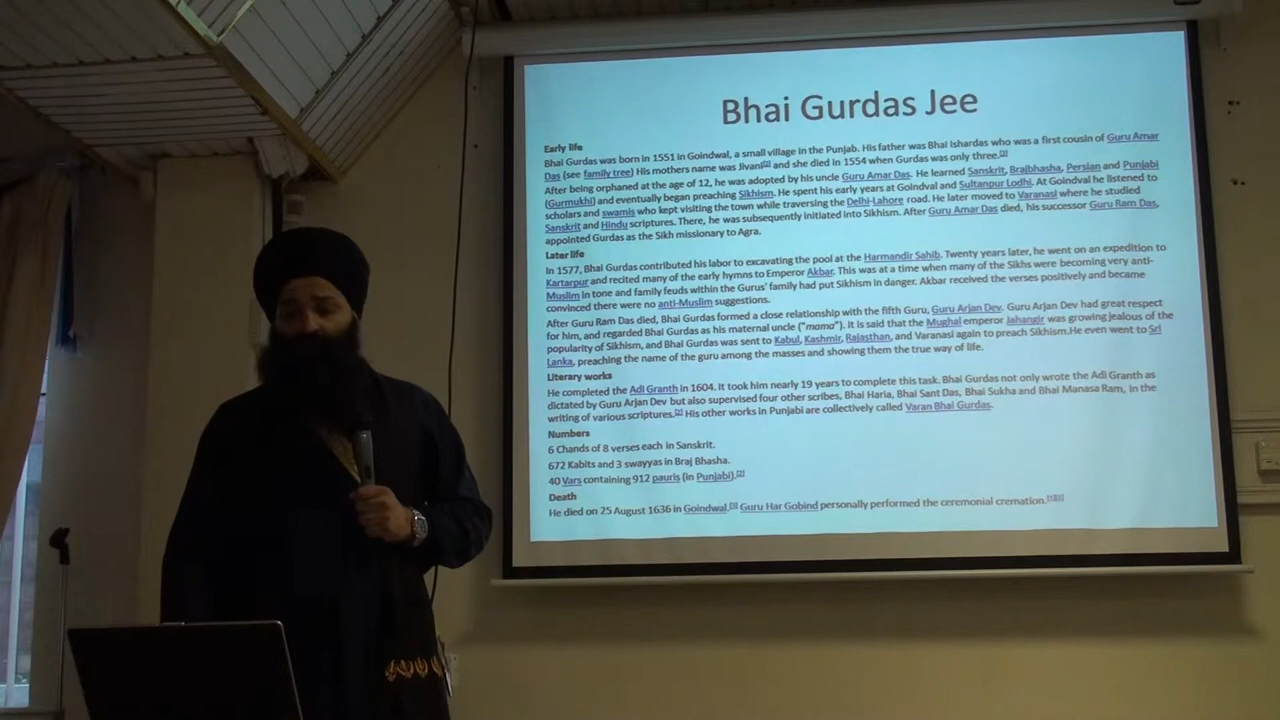 Bhai Gurdas Jee
Early life
Bhai Gurdas was born in 1551 in Goindwal, a small village in the Punjab. His father was Bhai Ishardas who was a first cousin of Guru Amar
Das (see family tree) His mothers name was Jivani[2] and she died in 1554 when Gurdas was only three.[2]
After being orphaned at the age of 12, he was adopted by his uncle Guru Amar Das. He learned Sanskrit, Brajbhasha, Persian and Punjabi
(Gurmukhi) and eventually began preaching Sikhism. He spent his early years at Goindval and Sultanpur Lodhi. At Goindval he listened to
scholars and swamis who kept visiting the town while traversing the Delhi-Lahore road. He later moved to Varanasi where he studied
Sanskrit and Hindu scriptures. There, he was subsequently initiated into Sikhism. After Guru Amar Das died, his successor Guru Ram Das,
appointed Gurdas as the Sikh missionary to Agra.
Later life
In 1577, Bhai Gurdas contributed his labor to excavating the pool at the Harmandir Sahib. Twenty years later, he went on an expedition to
Kartarpur and recited many of the early hymns to Emperor Akbar. This was at a time when many of the Sikhs were becoming very anti-
Muslim in tone and family feuds within the Gurus' family had put Sikhism in danger. Akbar received the verses positively and became
convinced there were no anti-Muslim suggestions.
After Guru Ram Das died, Bhai Gurdas formed a close relationship with the fifth Guru, Guru Arjan Dev. Guru Arjan Dev had great respect
for him, and regarded Bhai Gurdas as his maternal uncle ("mama"). It is said that the Mughal emperor Jahangir was growing jealous of the
popularity of Sikhism, and Bhai Gurdas was sent to Kabul, Kashmir, Rajasthan, and Varanasi again to preach Sikhism.He even went to Sri
Lanka, preaching the name of the guru among the masses and showing them the true way of life.
Literary works
He completed the Adi Granth in 1604. It took him nearly 19 years to complete this task. Bhai Gurdas not only wrote the Adi Granth as
dictated by Guru Arjan Dev but also supervised four other scribes, Bhai Haria, Bhai Sant Das, Bhai Sukha and Bhai Manasa Ram, in the
writing of various scriptures.[2] His other works in Punjabi are collectively called Varan Bhai Gurdas.
Numbers
6 Chands of 8 verses each in Sanskrit.
672 Kabits and 3 swayyas in Braj Bhasha.
40 Vars containing 912 pauris (in Punjabi).[2]
Death
He died on 25 August 1636 in Goindwal. Guru Har Gobind personally performed the ceremonial cremation.